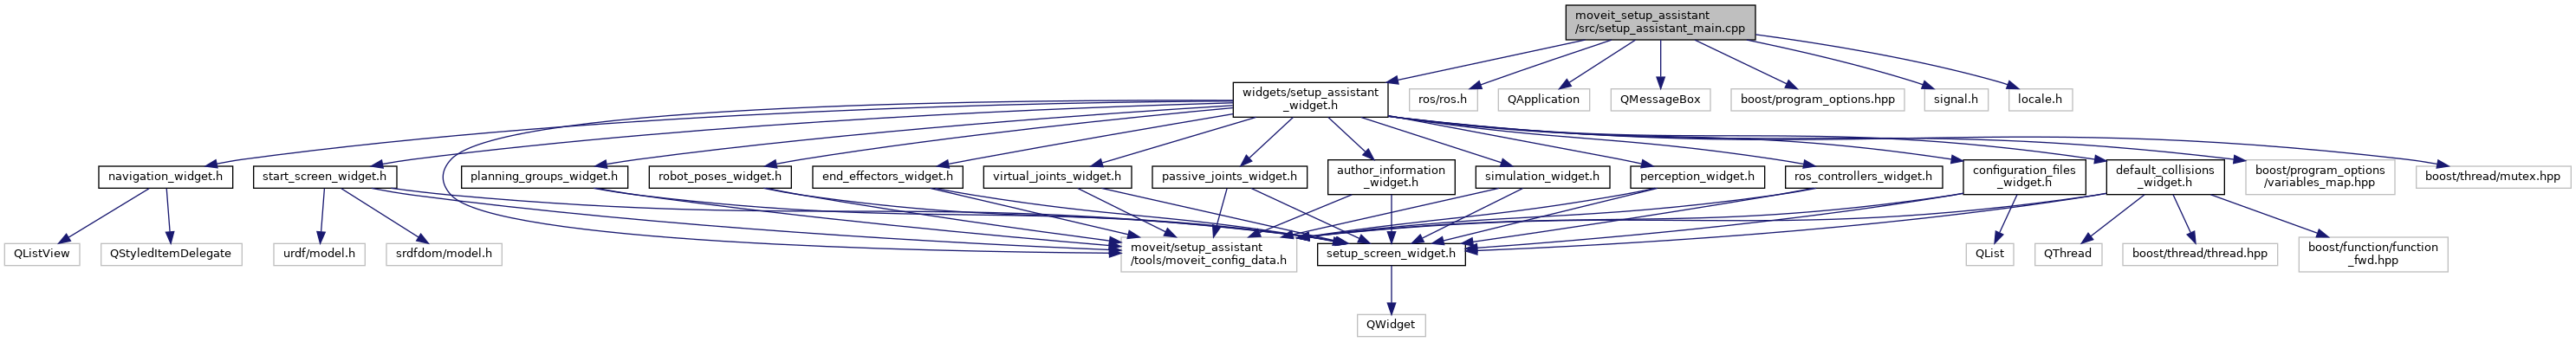 moveit_setup_assistant
/src/setup_assistant_main.cpp
widgets/setup_assistant
_widget.h
ros/ros.h
QApplication
QMessageBox
boost/program_options.hpp
signal.h
locale.h
navigation_widget.h
start_screen_widget.h
planning_groups_widget.h
robot_poses_widget.h
end_effectors_widget.h
virtual_joints_widget.h
passive_joints_widget.h
author_information
_widget.h
simulation_widget.h
perception_widget.h
ros_controllers_widget.h
configuration_files
_widget.h
default_collisions
_widget.h
boost/program_options
/variables_map.hpp
boost/thread/mutex.hpp
QListView
QStyledItemDelegate
urdf/model.h
srdfdom/model.h
moveit/setup_assistant
/tools/moveit_config_data.h
setup_screen_widget.h
QList
QThread
boost/thread/thread.hpp
boost/function/function
_fwd.hpp
QWidget